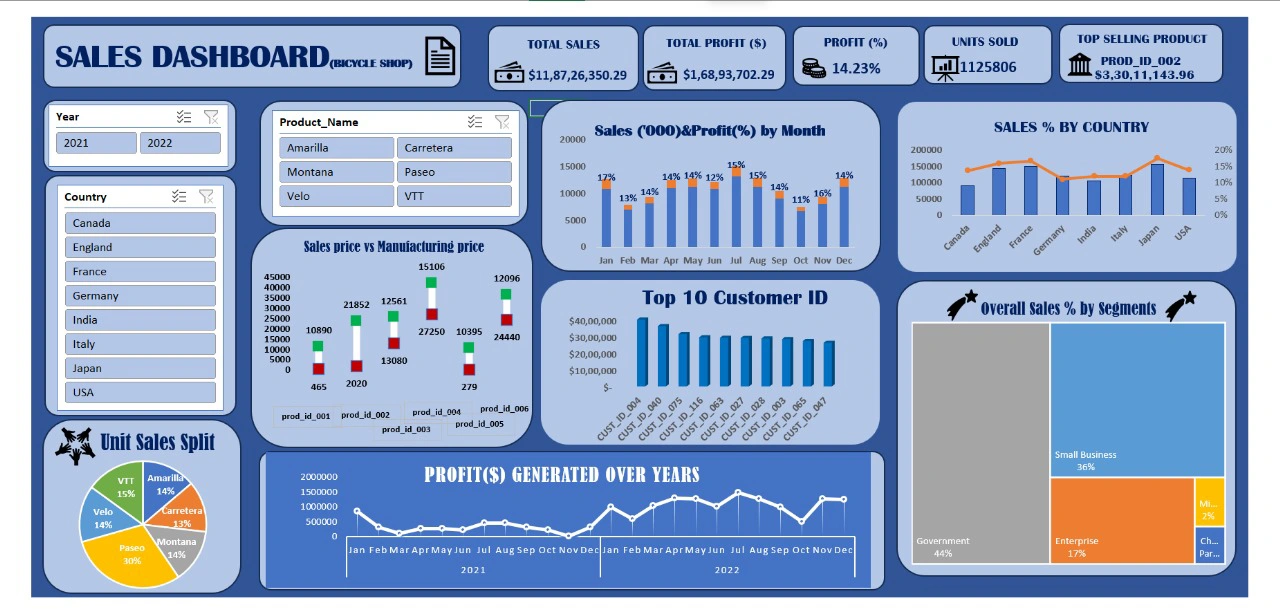 SALES DASHBOARD(BICYCLE SHOP)
TOTAL SALES
$11,87,26,350.29
TOTAL PROFIT ($)
$1,68,93,702.29
PROFIT (%)
14.23%
UNITS SOLD
1125806
TOP SELLING PRODUCT
PROD_ID_002
$3,30,11,143.96
Year
2021 2022
Country
Canada
England
France
Germany
India
Italy
Japan
USA
Product_Name
Amarilla Carretera
Montana Paseo
Velo VTT
Sales price vs Manufacturing price
45000
40000
35000
30000
25000
20000
15000
10000
5000
0
10890 21852 12561 15106 10395 12096
465 2020 13080 27250 279 24440
prod_id_001 prod_id_002 prod_id_003 prod_id_004 prod_id_005 prod_id_006
Sales ('000)&Profit(%) by Month
20000
15000
10000
5000
0
17% 13% 14% 14% 14% 12% 15% 15% 14% 11% 16% 14%
Jan Feb Mar Apr May Jun Jul Aug Sep Oct Nov Dec
SALES % BY COUNTRY
200000
150000
100000
50000
0
20%
15%
10%
5%
0%
Canada England France Germany India Italy Japan USA
Top 10 Customer ID
$40,00,000
$30,00,000
$20,00,000
$10,00,000
$-
CUST_ID_004 CUST_ID_040 CUST_ID_075 CUST_ID_116 CUST_ID_063 CUST_ID_027 CUST_ID_028 CUST_ID_003 CUST_ID_065 CUST_ID_047
Overall Sales % by Segments
Government
44%
Small Business
36%
Enterprise
17%
Mi...
2%
Ch...
Par...
Unit Sales Split
Amarilla
14%
Carretera
13%
Montana
14%
Paseo
30%
Velo
14%
VTT
15%
PROFIT($) GENERATED OVER YEARS
2000000
1500000
1000000
500000
0
Jan Feb Mar Apr May Jun Jul Aug Sep Oct Nov Dec Jan Feb Mar Apr May Jun Jul Aug Sep Oct Nov Dec
2021 2022